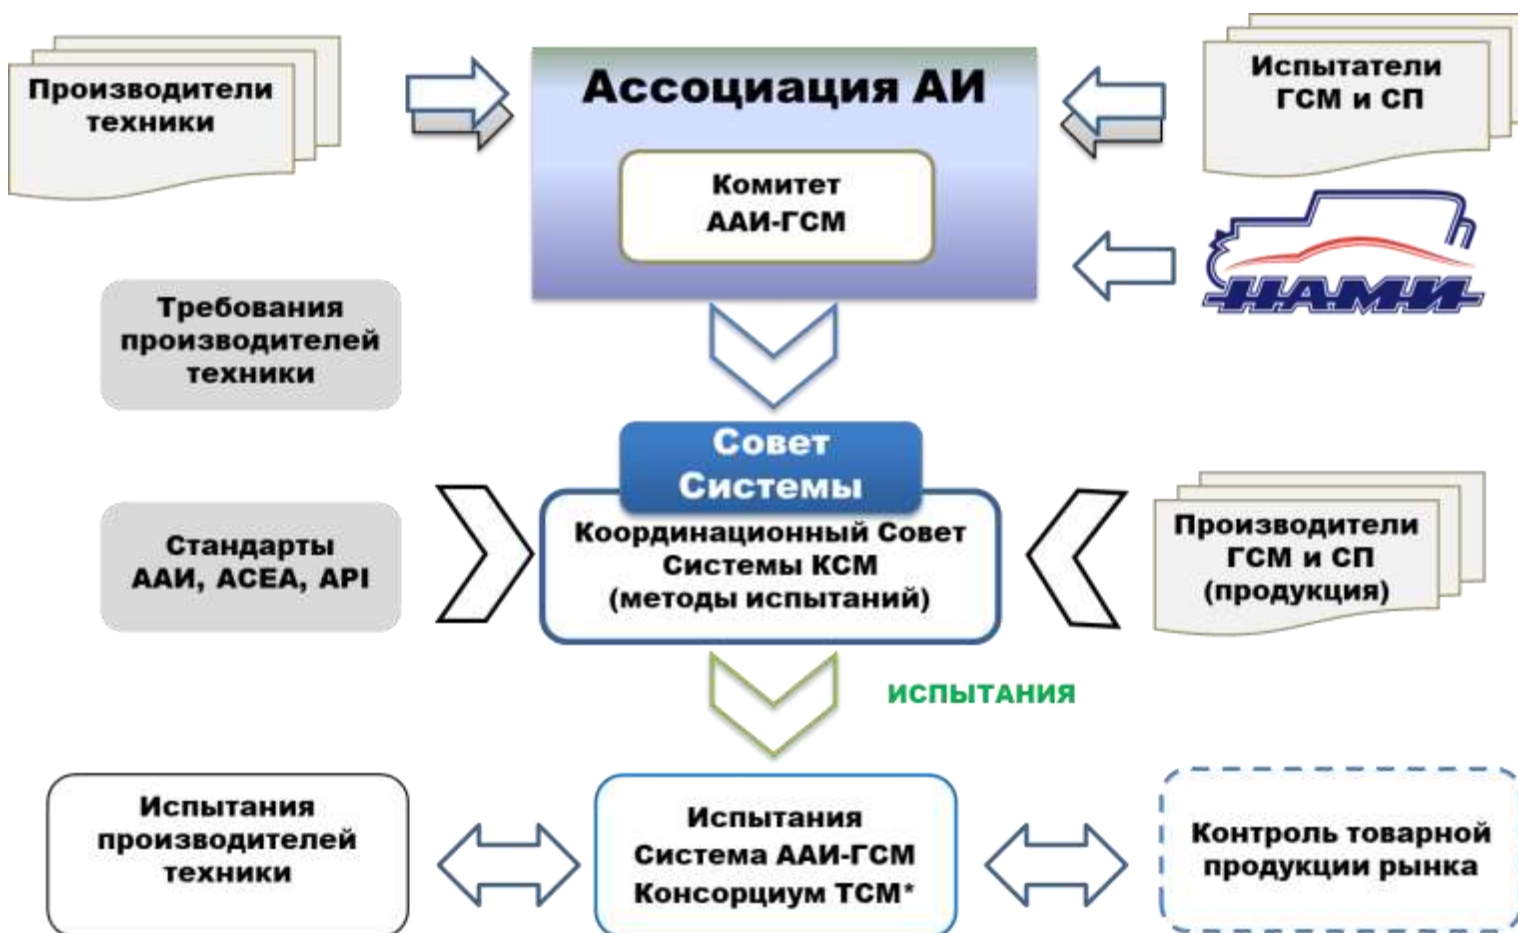 Производители
техники
Ассоциация АИ
Комитет
ААИ-ГСМ
Испытатели
ГСМ и СП
НАМИ
Требования
производителей
техники
Совет
Системы
Координационный Совет
Системы КСМ
(методы испытаний)
Стандарты
ААИ, ACEA, API
Производители
ГСМ и СП
(продукция)
ИСПЫТАНИЯ
Испытания
производителей
техники
Испытания
Система ААИ-ГСМ
Консорциум ТСМ*
Контроль товарной
продукции рынка